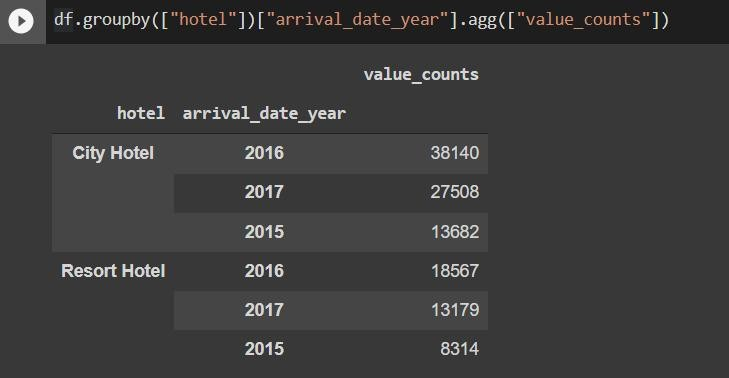 df.groupby(["hotel"])["arrival_date_year"].agg(["value_counts"])
value_counts
hotel arrival_date_year
City Hotel 2016 38140
2017 27508
2015 13682
Resort Hotel 2016 18567
2017 13179
2015 8314